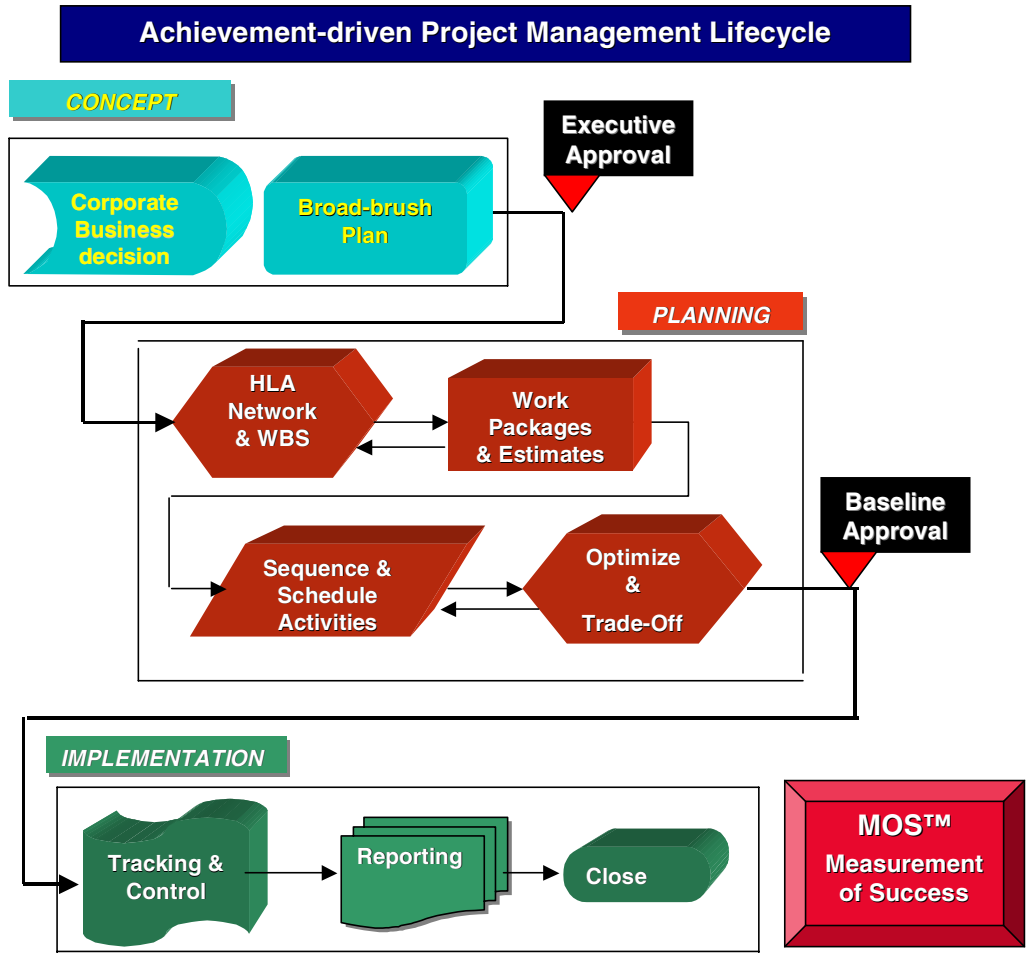 Achievement-driven Project Management Lifecycle
CONCEPT
Executive
Approval
Corporate
Business
decision
Broad-brush
Plan
PLANNING
HLA
Network
& WBS
Work
Packages
& Estimates
Baseline
Approval
Sequence &
Schedule
Activities
Optimize
&
Trade-Off
IMPLEMENTATION
Tracking &
Control
Reporting
Close
MOS™
Measurement
of Success